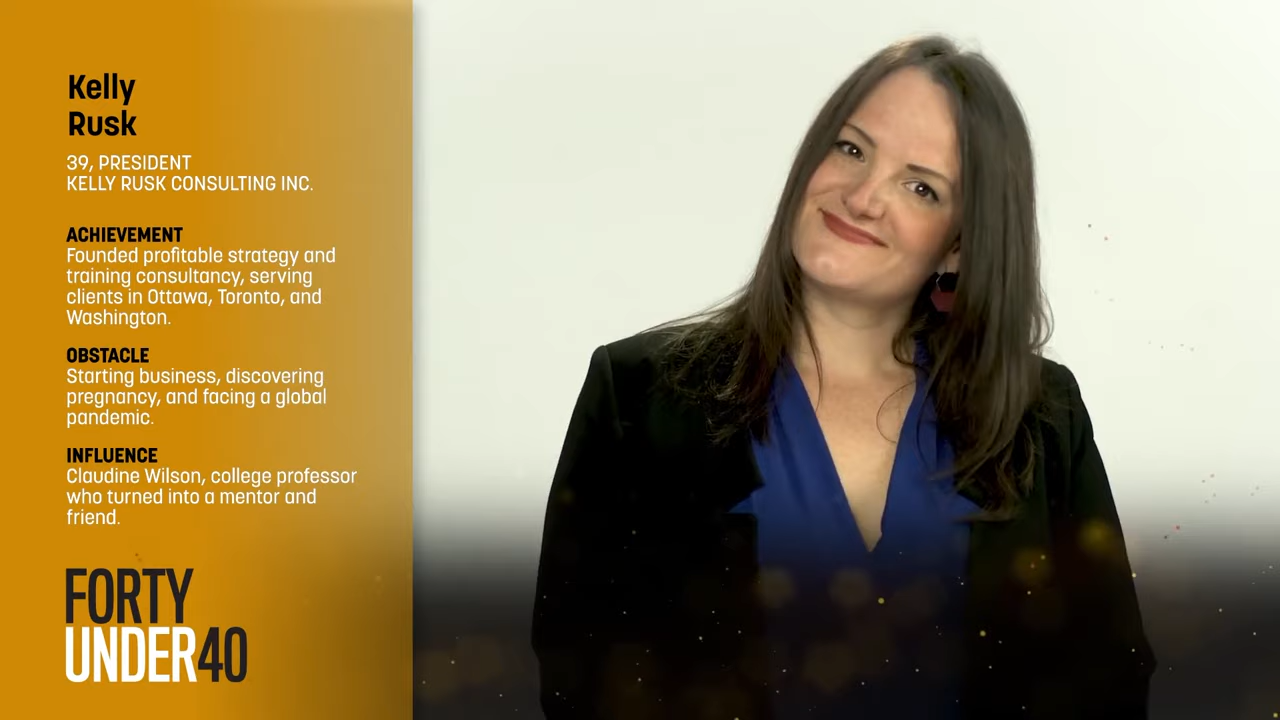 Kelly
Rusk
39, PRESIDENT
KELLY RUSK CONSULTING INC.
ACHIEVEMENT
Founded profitable strategy and
training consultancy, serving
clients in Ottawa, Toronto, and
Washington.
OBSTACLE
Starting business, discovering
pregnancy, and facing a global
pandemic.
INFLUENCE
Claudine Wilson, college professor
who turned into a mentor and
friend.
FORTY
UNDER40